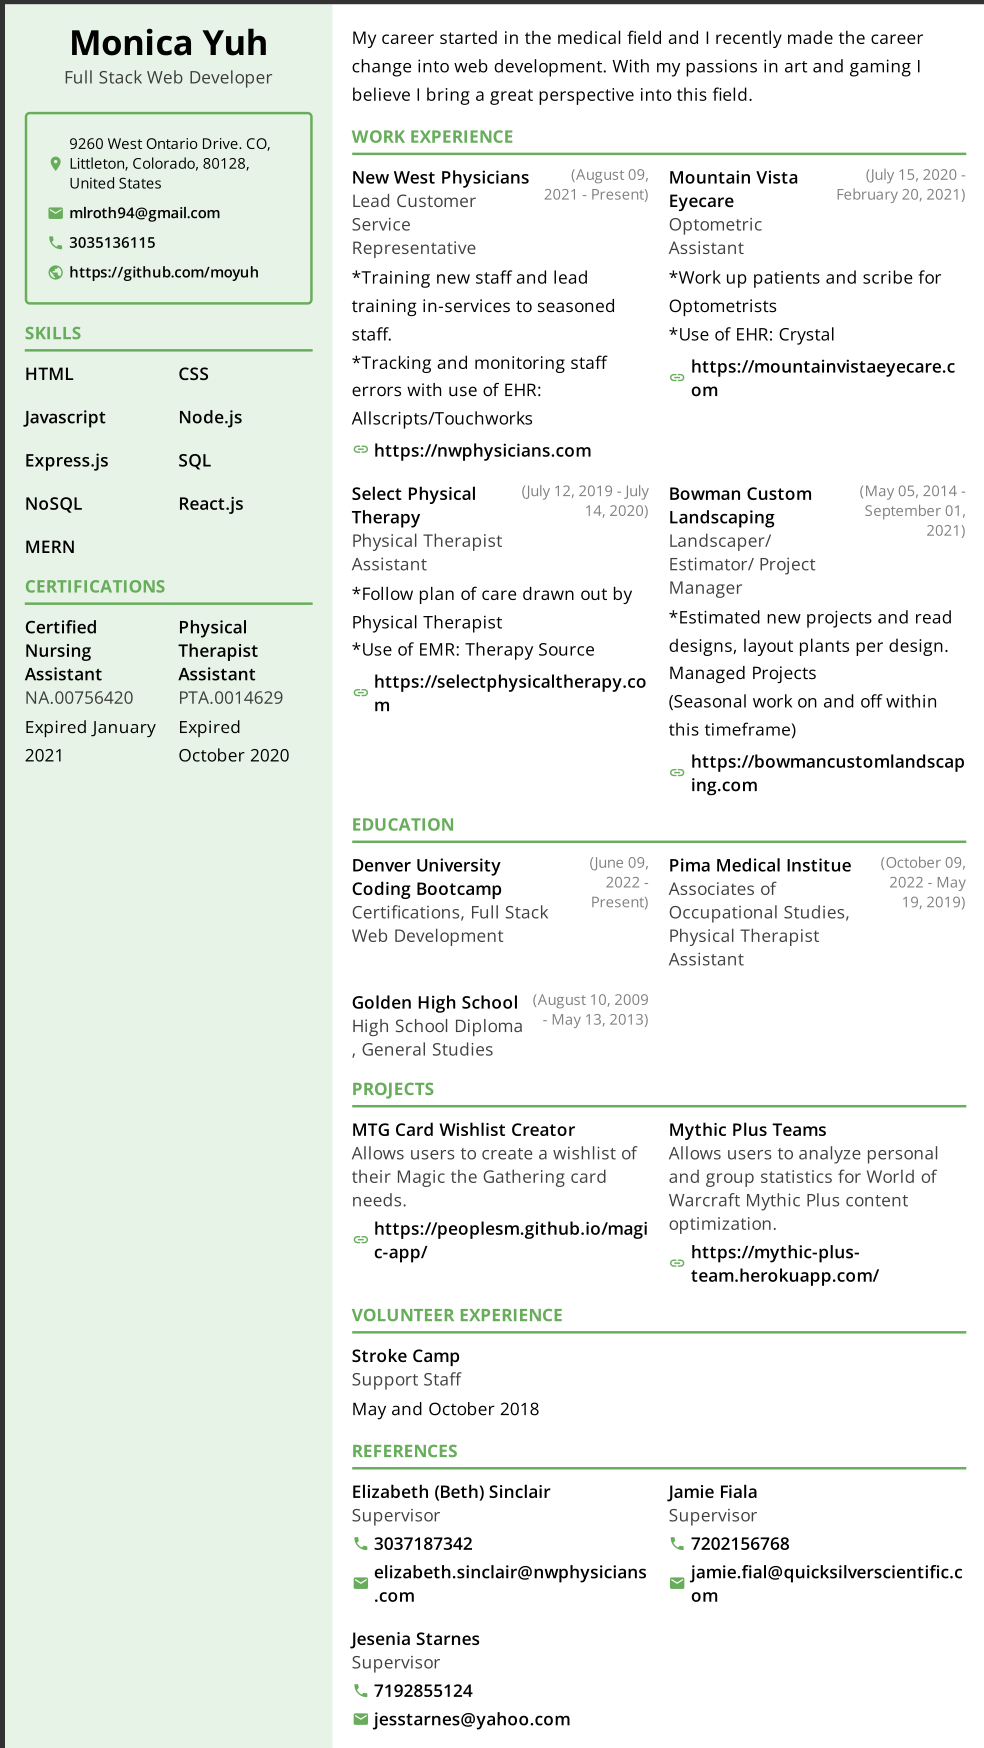 Monica Yuh
Full Stack Web Developer
9260 West Ontario Drive. CO,
Littleton, Colorado, 80128,
United States
mlroth94@gmail.com
3035136115
https://github.com/moyuh
SKILLS
HTML
CSS
Javascript
Node.js
Express.js
SQL
NoSQL
React.js
MERN
CERTIFICATIONS
Certified
Nursing
Assistant
NA.00756420
Expired January
2021
Physical
Therapist
Assistant
PTA.0014629
Expired
October 2020
My career started in the medical field and I recently made the career
change into web development. With my passions in art and gaming I
believe I bring a great perspective into this field.
WORK EXPERIENCE
New West Physicians
(August 09,
2021 - Present)
Lead Customer
Service
Representative
*Training new staff and lead
training in-services to seasoned
staff.
*Tracking and monitoring staff
errors with use of EHR:
Allscripts/Touchworks
https://nwphysicians.com
Mountain Vista
Eyecare
(July 15, 2020 -
February 20, 2021)
Optometric
Assistant
*Work up patients and scribe for
Optometrists
*Use of EHR: Crystal
https://mountainvistaeyecare.c
om
Select Physical
Therapy
(July 12, 2019 - July
14, 2020)
Physical Therapist
Assistant
*Follow plan of care drawn out by
Physical Therapist
*Use of EMR: Therapy Source
https://selectphysicaltherapy.co
m
Bowman Custom
Landscaping
(May 05, 2014 -
September 01,
2021)
Landscaper/
Estimator/ Project
Manager
*Estimated new projects and read
designs, layout plants per design.
Managed Projects
(Seasonal work on and off within
this timeframe)
https://bowmancustomlandscap
ing.com
EDUCATION
Denver University
Coding Bootcamp
(June 09,
2022 -
Present)
Certifications, Full Stack
Web Development
Pima Medical Institue
(October 09,
2022 - May
19, 2019)
Associates of
Occupational Studies,
Physical Therapist
Assistant
Golden High School
(August 10, 2009
- May 13, 2013)
High School Diploma
, General Studies
PROJECTS
MTG Card Wishlist Creator
Allows users to create a wishlist of
their Magic the Gathering card
needs.
https://peoplesm.github.io/magi
c-app/
Mythic Plus Teams
Allows users to analyze personal
and group statistics for World of
Warcraft Mythic Plus content
optimization.
https://mythic-plus-
team.herokuapp.com/
VOLUNTEER EXPERIENCE
Stroke Camp
Support Staff
May and October 2018
REFERENCES
Elizabeth (Beth) Sinclair
Supervisor
3037187342
elizabeth.sinclair@nwphysicians
.com
Jamie Fiala
Supervisor
7202156768
jamie.fial@quicksilverscientific.c
om
Jesenia Starnes
Supervisor
7192855124
jesstarnes@yahoo.com